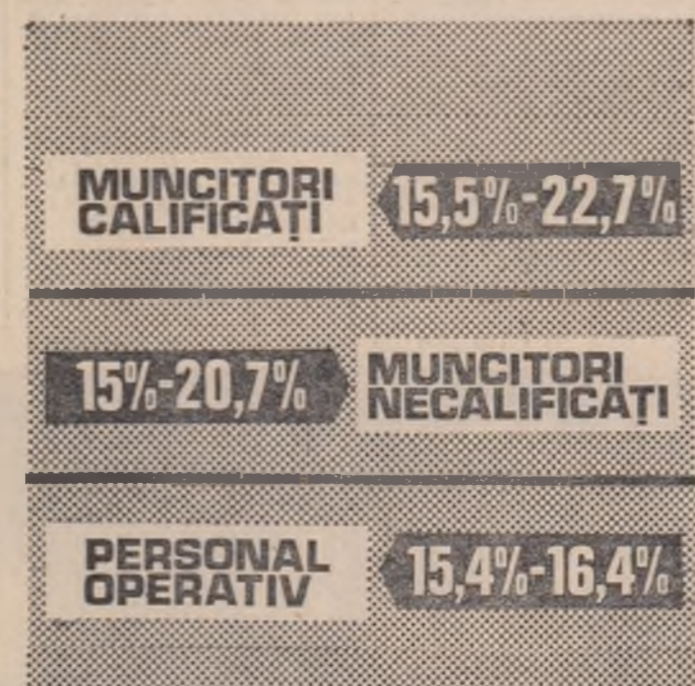 MUNCITORI
CALIFICAȚI
15,5%-22,7%
15%-20,7%
MUNCITORI
NECALIFICAȚI
PERSONAL
OPERATIV
15,4%-16,4%